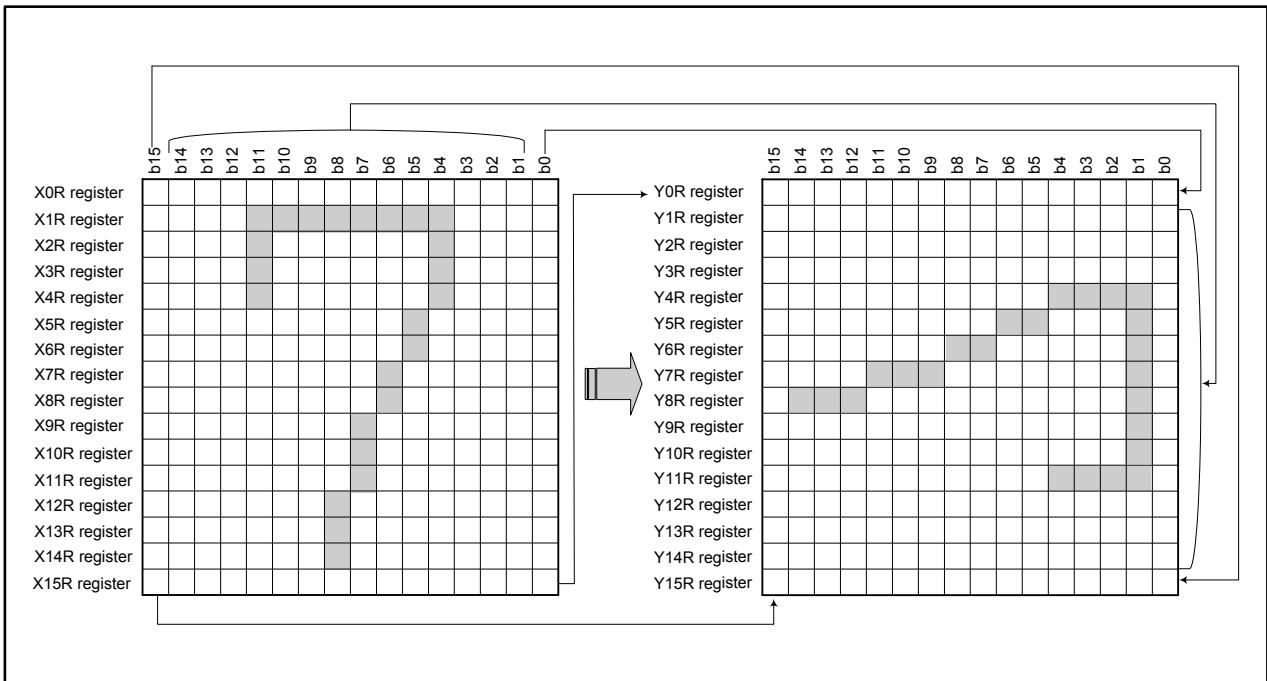 b15 b14 b13 b12 b11 b10 b9 b8 b7 b6 b5 b4 b3 b2 b1 b0
X0R register
X1R register
X2R register
X3R register
X4R register
X5R register
X6R register
X7R register
X8R register
X9R register
X10R register
X11R register
X12R register
X13R register
X14R register
X15R register
b15 b14 b13 b12 b11 b10 b9 b8 b7 b6 b5 b4 b3 b2 b1 b0
Y0R register
Y1R register
Y2R register
Y3R register
Y4R register
Y5R register
Y6R register
Y7R register
Y8R register
Y9R register
Y10R register
Y11R register
Y12R register
Y13R register
Y14R register
Y15R register